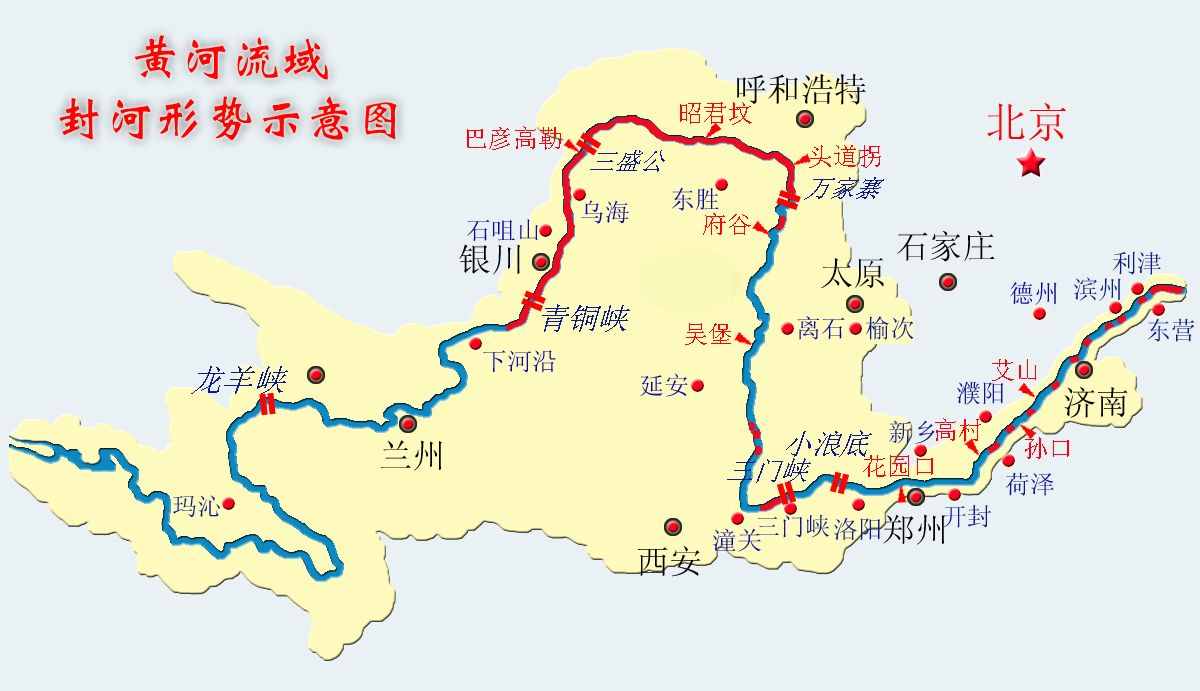 黄河流域
封河形势示意图
呼和浩特
昭君坟
北京
巴彦高勒
三盛公
头道拐
万家寨
东胜
乌海
石咀山
府谷
银川
石家庄
太原
利津
滨州
德州
青铜峡
吴堡
离石
榆次
东营
下河沿
龙羊峡
延安
艾山
濮阳
济南
兰州
小浪底
新乡
高村
孙口
三门峡
花园口
荷泽
玛沁
潼关
三门峡
洛阳
郑州
开封
西安